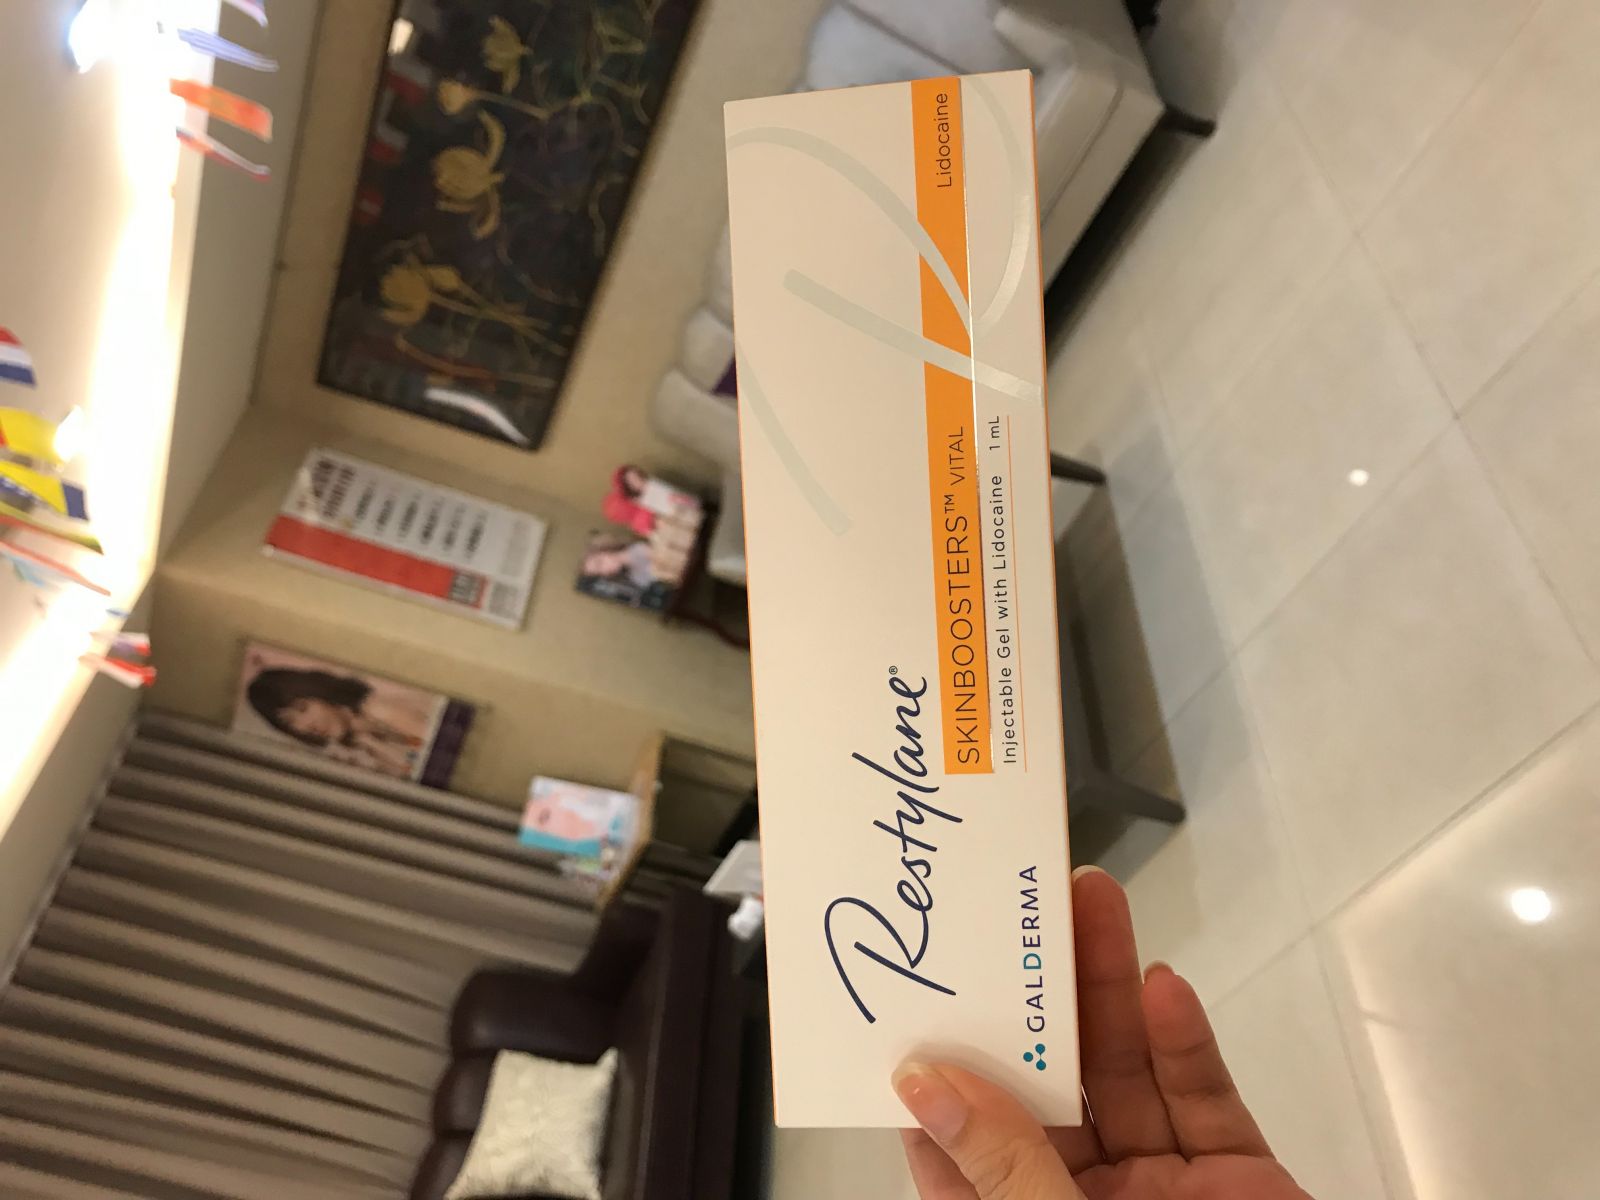 Restylane®
SKINBOOSTERS™ VITAL
Lidocaine
Injectable Gel with Lidocaine 1 mL
GALDERMA